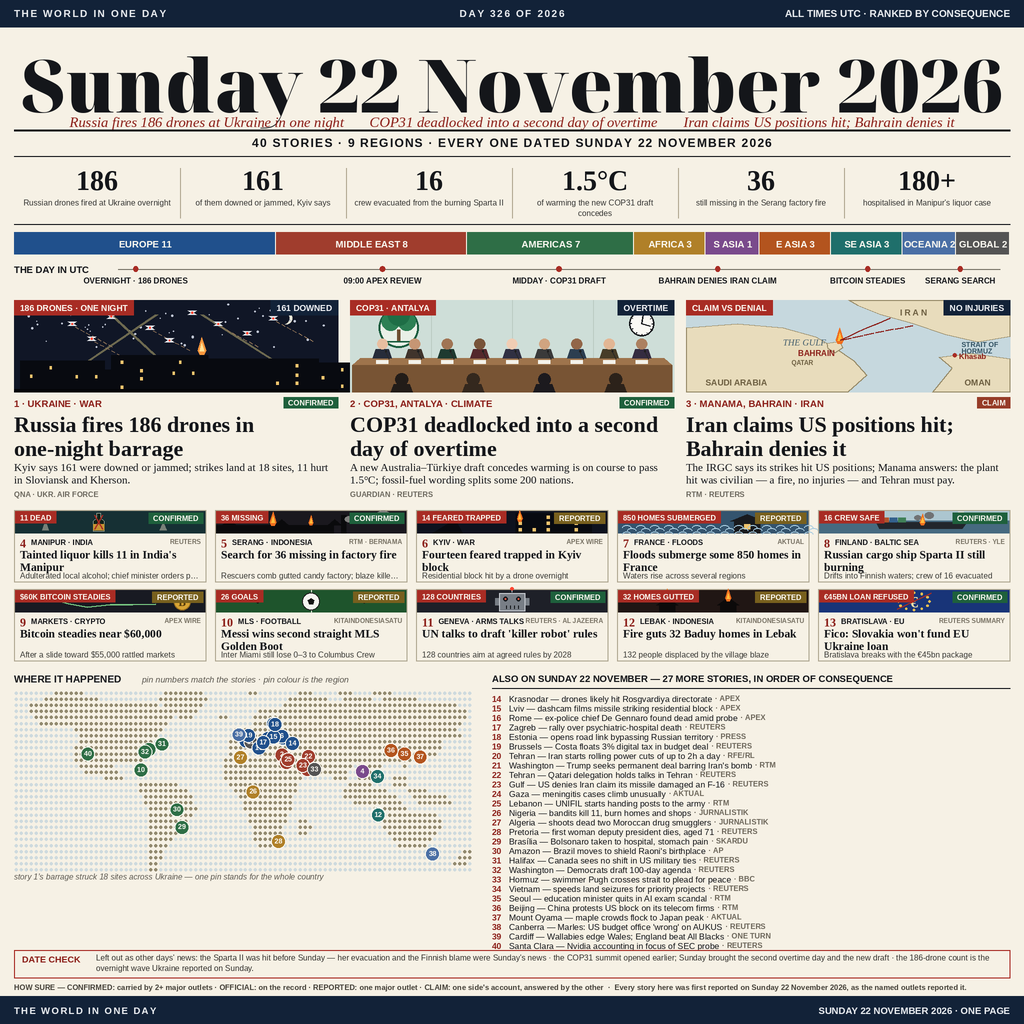 THE WORLD IN ONE DAY
DAY 326 OF 2026
ALL TIMES UTC · RANKED BY CONSEQUENCE
Sunday 22 November 2026
Russia fires 186 drones at Ukraine in one night
COP31 deadlocked into a second day of overtime
Iran claims US positions hit; Bahrain denies it
40 STORIES · 9 REGIONS · EVERY ONE DATED SUNDAY 22 NOVEMBER 2026
186
Russian drones fired at Ukraine overnight
161
of them downed or jammed, Kyiv says
16
crew evacuated from the burning Sparta II
1.5°C
of warming the new COP31 draft
concedes
36
still missing in the Serang factory fire
180+
hospitalised in Manipur's liquor case
EUROPE 11
MIDDLE EAST 8
AMERICAS 7
AFRICA 3
S ASIA 1
E ASIA 3
SE ASIA 3
OCEANIA 2
GLOBAL 2
THE DAY IN UTC
OVERNIGHT · 186 DRONES
09:00 APEX REVIEW
MIDDAY · COP31 DRAFT
BAHRAIN DENIES IRAN CLAIM
BITCOIN STEADIES
SERANG SEARCH
186 DRONES · ONE NIGHT
161 DOWNED
1 · UKRAINE · WAR
CONFIRMED
Russia fires 186 drones in
one-night barrage
Kyiv says 161 were downed or jammed; strikes land at 18 sites, 11 hurt
in Sloviansk and Kherson.
QNA · UKR. AIR FORCE
COP31 · ANTALYA
OVERTIME
2 · COP31, ANTALYA · CLIMATE
CONFIRMED
COP31 deadlocked into a second
day of overtime
A new Australia–Türkiye draft concedes warming is on course to pass
1.5°C; fossil-fuel wording splits some 200 nations.
GUARDIAN · REUTERS
CLAIM VS DENIAL
NO INJURIES
IRAN
THE GULF
BAHRAIN
QATAR
STRAIT OF
HORMUZ
Khasab
SAUDI ARABIA
OMAN
3 · MANAMA, BAHRAIN · IRAN
CLAIM
Iran claims US positions hit;
Bahrain denies it
The IRGC says its strikes hit US positions; Manama answers: the plant
hit was civilian — a fire, no injuries — and Tehran must pay.
RTM · REUTERS
11 DEAD
CONFIRMED
4 MANIPUR · INDIA
REUTERS
Tainted liquor kills 11 in India's
Manipur
Adulterated local alcohol; chief minister orders p...
36 MISSING
CONFIRMED
5 SERANG · INDONESIA
RTM · BERNAMA
Search for 36 missing in factory fire
Rescuers comb gutted candy factory; blaze kille...
14 FEARED TRAPPED
REPORTED
6 KYIV · WAR
APEX WIRE
Fourteen feared trapped in Kyiv
block
Residential block hit by a drone overnight
850 HOMES SUBMERGED
REPORTED
7 FRANCE · FLOODS
AKTUAL
Floods submerge some 850 homes in
France
Waters rise across several regions
16 CREW SAFE
CONFIRMED
8 FINLAND · BALTIC SEA
REUTERS · YLE
Russian cargo ship Sparta II still
burning
Drifts into Finnish waters; crew of 16 evacuated
$60K BITCOIN STEADIES
REPORTED
9 MARKETS · CRYPTO
APEX WIRE
Bitcoin steadies near $60,000
After a slide toward $55,000 rattled markets
26 GOALS
REPORTED
10 MLS · FOOTBALL
KITAINDONESIASATU
Messi wins second straight MLS
Golden Boot
Inter Miami still lose 0–3 to Columbus Crew
128 COUNTRIES
CONFIRMED
11 GENEVA · ARMS TALKS
REUTERS · AL JAZEERA
UN talks to draft 'killer robot' rules
128 countries aim at agreed rules by 2028
32 HOMES GUTTED
REPORTED
12 LEBAK · INDONESIA
KITAINDONESIASATU
Fire guts 32 Baduy homes in Lebak
132 people displaced by the village blaze
€45BN LOAN REFUSED
CONFIRMED
13 BRATISLAVA · EU
REUTERS SUMMARY
Fico: Slovakia won't fund EU
Ukraine loan
Bratislava breaks with the €45bn package
WHERE IT HAPPENED
pin numbers match the stories · pin colour is the region
40
32
31
10
30
29
39
18
15
17
14
27
25
22
23
33
26
28
4
34
12
36
35
37
38
story 1's barrage struck 18 sites across Ukraine — one pin stands for the whole country
ALSO ON SUNDAY 22 NOVEMBER — 27 MORE STORIES, IN ORDER OF CONSEQUENCE
14 Krasnodar — drones likely hit Rosgvardiya directorate · APEX
15 Lviv — dashcam films missile striking residential block · APEX
16 Rome — ex-police chief De Gennaro found dead amid probe · APEX
17 Zagreb — rally over psychiatric-hospital death · REUTERS
18 Estonia — opens road link bypassing Russian territory · PRESS
19 Brussels — Costa floats 3% digital tax in budget deal · REUTERS
20 Tehran — Iran starts rolling power cuts of up to 2h a day · RFE/RL
21 Washington — Trump seeks permanent deal barring Iran's bomb · RTM
22 Tehran — Qatari delegation holds talks in Tehran · REUTERS
23 Gulf — US denies Iran claim its missile damaged an F-16 · REUTERS
24 Gaza — meningitis cases climb unusually · AKTUAL
25 Lebanon — UNIFIL starts handing posts to the army · RTM
26 Nigeria — bandits kill 11, burn homes and shops · JURNALISTIK
27 Algeria — shoots dead two Moroccan drug smugglers · JURNALISTIK
28 Pretoria — first woman deputy president dies, aged 71 · REUTERS
29 Brasília — Bolsonaro taken to hospital, stomach pain · SKARDU
30 Amazon — Brazil moves to shield Raoni's birthplace · AP
31 Halifax — Canada sees no shift in US military ties · REUTERS
32 Washington — Democrats draft 100-day agenda · REUTERS
33 Hormuz — swimmer Pugh crosses strait to plead for peace · BBC
34 Vietnam — speeds land seizures for priority projects · REUTERS
35 Seoul — education minister quits in AI exam scandal · RTM
36 Beijing — China protests US block on its telecom firms · RTM
37 Mount Oyama — maple crowds flock to Japan peak · AKTUAL
38 Canberra — Marles: US budget office 'wrong' on AUKUS · REUTERS
39 Cardiff — Wallabies edge Wales; England beat All Blacks · ONE TURN
40 Santa Clara — Nvidia accounting in focus of SEC probe · REUTERS
DATE CHECK
Left out as other days' news: the Sparta II was hit before Sunday — her evacuation and the Finnish blame were Sunday's news · the COP31 summit opened earlier; Sunday brought the second overtime day and the new draft · the 186-drone count is the
overnight wave Ukraine reported on Sunday.
HOW SURE — CONFIRMED: carried by 2+ major outlets · OFFICIAL: on the record · REPORTED: one major outlet · CLAIM: one side's account, answered by the other · Every story here was first reported on Sunday 22 November 2026, as the named outlets reported it.
THE WORLD IN ONE DAY
SUNDAY 22 NOVEMBER 2026 · ONE PAGE